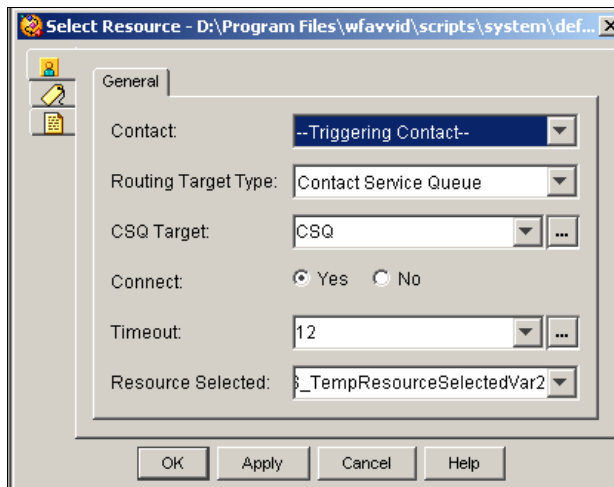 Select Resource - D:\Program Files\wfavvid\scripts\system\def...
General
Contact: --Triggering Contact--
Routing Target Type: Contact Service Queue
CSQ Target: CSQ ...
Connect: Yes No
Timeout: 12 ...
Resource Selected: $_TempResourceSelectedVar2
OK Apply Cancel Help